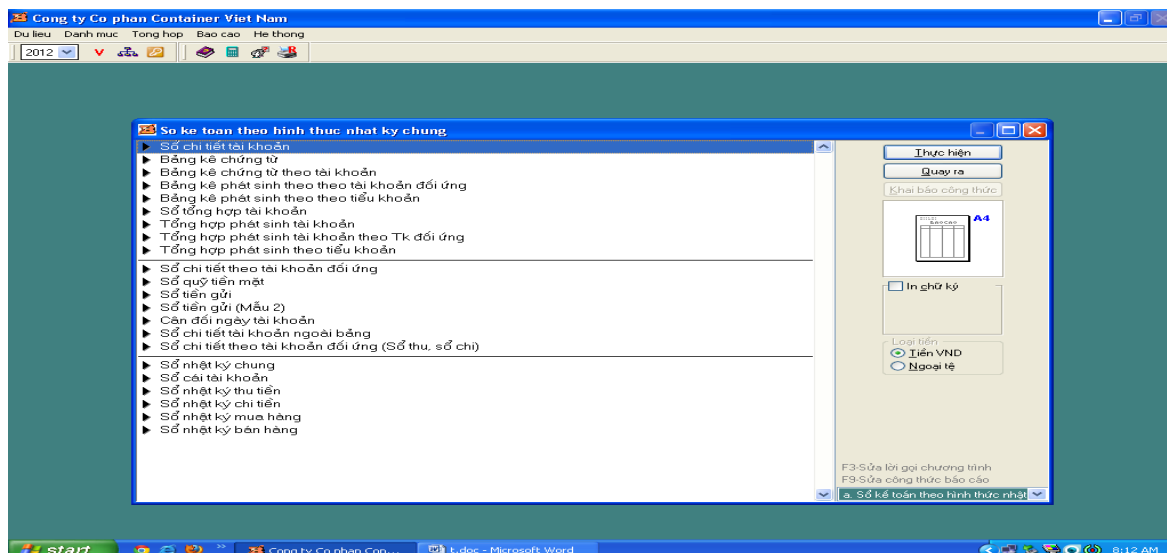 Cong ty Co phan Container Viet Nam
Du lieu Danh muc Tong hop Bao cao He thong
2012
So ke toan theo hinh thuc nhat ky chung
Sổ chi tiết tài khoản
Bảng kê chứng từ
Bảng kê chứng từ theo tài khoản
Bảng kê phát sinh theo theo tài khoản đối ứng
Bảng kê phát sinh theo theo tiểu khoản
Sổ tổng hợp tài khoản
Tổng hợp phát sinh tài khoản
Tổng hợp phát sinh tài khoản theo Tk đối ứng
Tổng hợp phát sinh theo tiểu khoản
Sổ chi tiết theo tài khoản đối ứng
Sổ quỹ tiền mặt
Sổ tiền gửi
Sổ tiền gửi (Mẫu 2)
Cân đối ngày tài khoản
Sổ chi tiết tài khoản ngoài bảng
Sổ chi tiết theo tài khoản đối ứng (Sổ thu, sổ chi)
Sổ nhật ký chung
Sổ cái tài khoản
Sổ nhật ký thu tiền
Sổ nhật ký chi tiền
Sổ nhật ký mua hàng
Sổ nhật ký bán hàng
Thực hiện
Quay ra
Khai báo công thức
A4
In chữ ký
Loại tiền
Tiền VND
Ngoại tệ
F3-Sửa lời gọi chương trình
F9-Sửa công thức báo cáo
a. Sổ kế toán theo hình thức nhật
start
Cong ty Co phan Con...
t.doc - Microsoft Word
8:12 AM